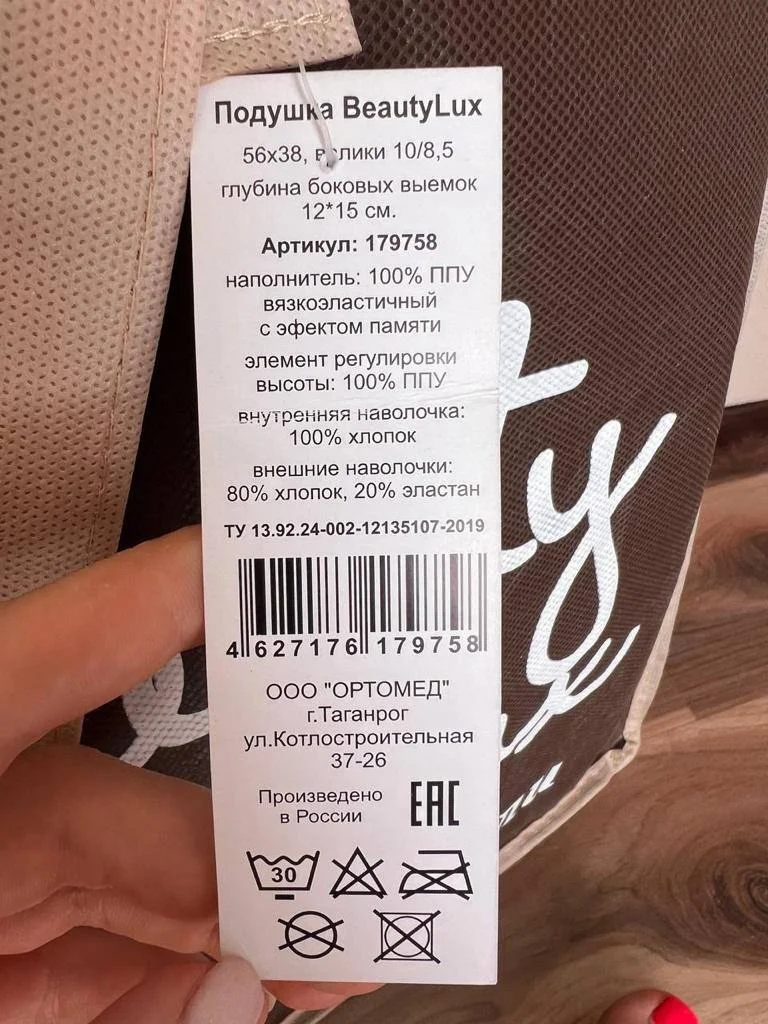 Подушка BeautyLux
56х38, валики 10/8,5
глубина боковых выемок
12*15 см.
Артикул: 179758
наполнитель: 100% ППУ
вязкоэластичный
с эфектом памяти
элемент регулировки
высоты: 100% ППУ
внутренняя наволочка:
100% хлопок
внешние наволочки:
80% хлопок, 20% эластан
ТУ 13.92.24-002-12135107-2019
4 627176 179758
ООО "ОРТОМЕД"
г.Таганрог
ул.Котлостроительная
37-26
Произведено
в России
EAC
30